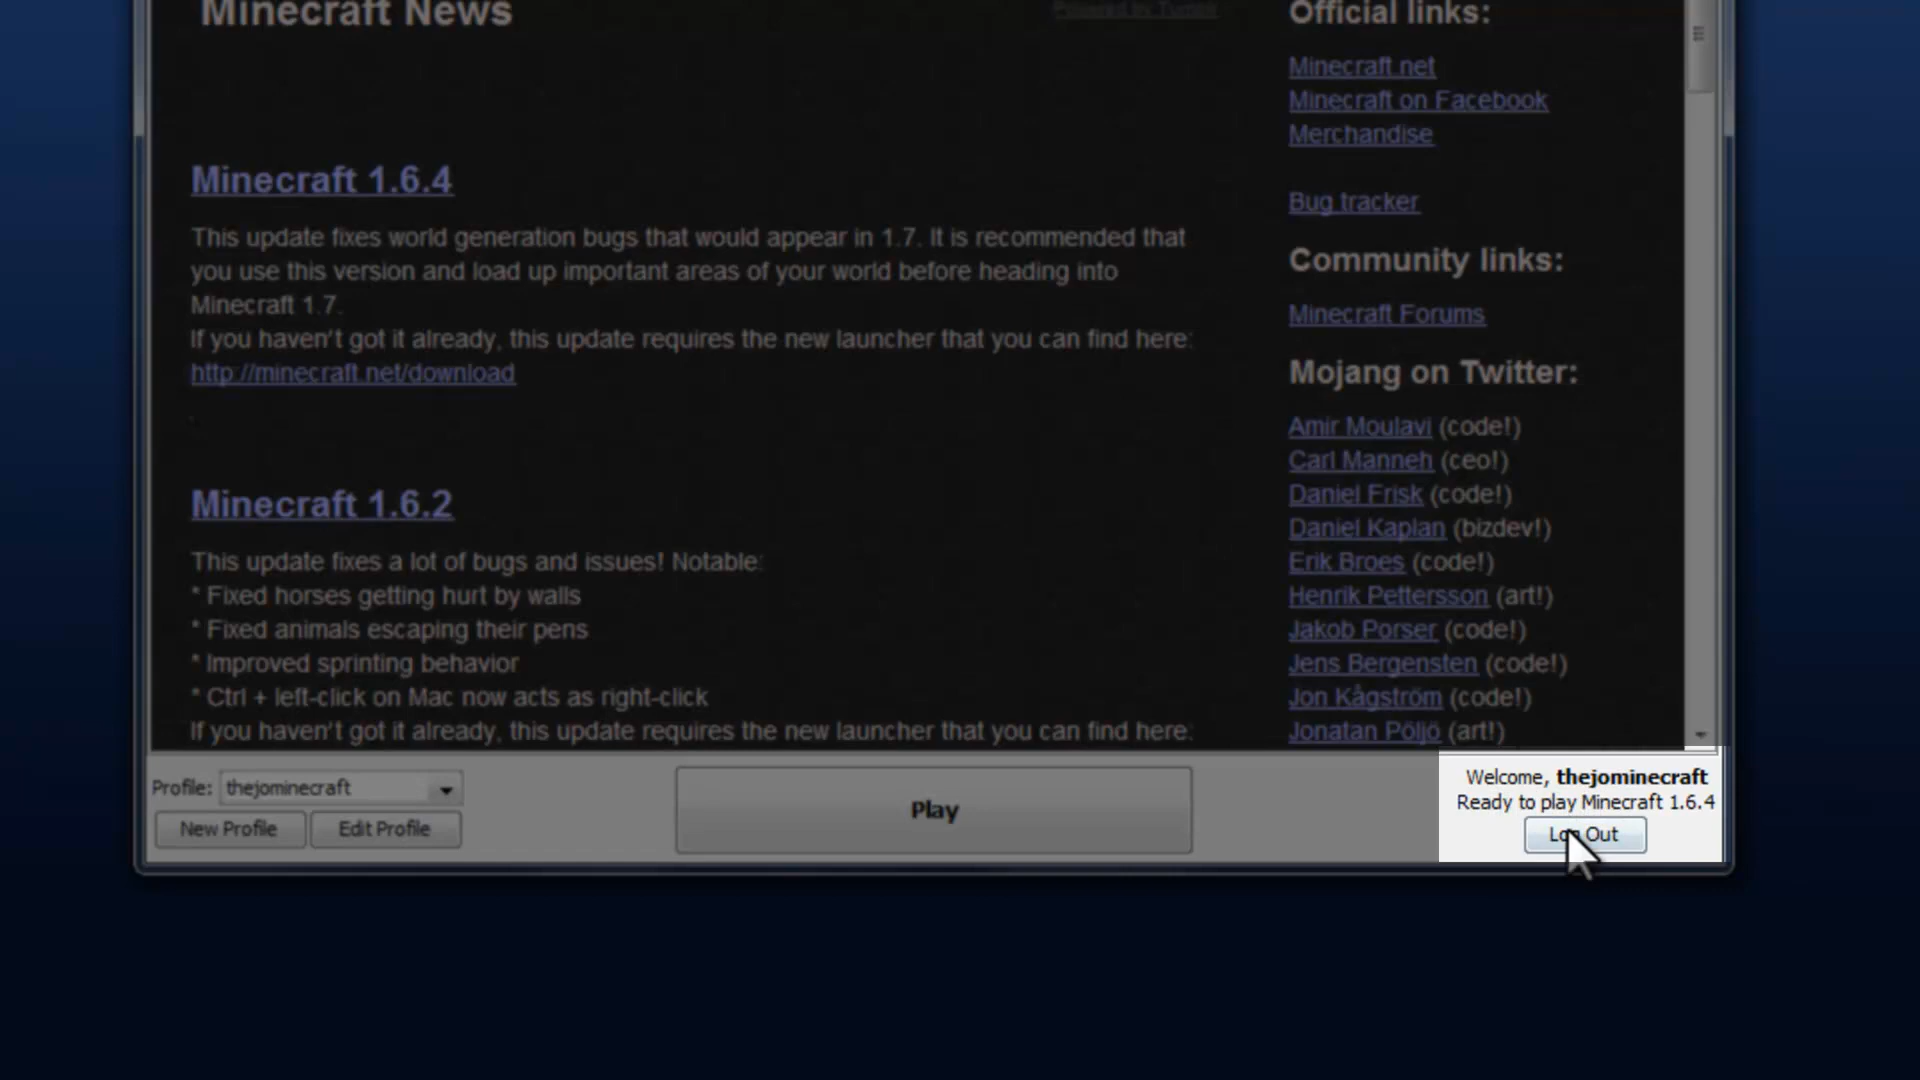 Minecraft News
Powered by Tumblr
Minecraft 1.6.4
This update fixes world generation bugs that would appear in 1.7. It is recommended that
you use this version and load up important areas of your world before heading into
Minecraft 1.7.
If you haven't got it already, this update requires the new launcher that you can find here:
http://minecraft.net/download
Minecraft 1.6.2
This update fixes a lot of bugs and issues! Notable:
* Fixed horses getting hurt by walls
* Fixed animals escaping their pens
* Improved sprinting behavior
* Ctrl + left-click on Mac now acts as right-click
If you haven't got it already, this update requires the new launcher that you can find here:
Official links:
Minecraft.net
Minecraft on Facebook
Merchandise
Bug tracker
Community links:
Minecraft Forums
Mojang on Twitter:
Amir Moulavi (code!)
Carl Manneh (ceo!)
Daniel Frisk (code!)
Daniel Kaplan (bizdev!)
Erik Broes (code!)
Henrik Pettersson (art!)
Jakob Porser (code!)
Jens Bergensten (code!)
Jon Kågström (code!)
Jonatan Pöljö (art!)
Profile: thejominecraft
New Profile Edit Profile
Play
Welcome, thejominecraft
Ready to play Minecraft 1.6.4
Log Out